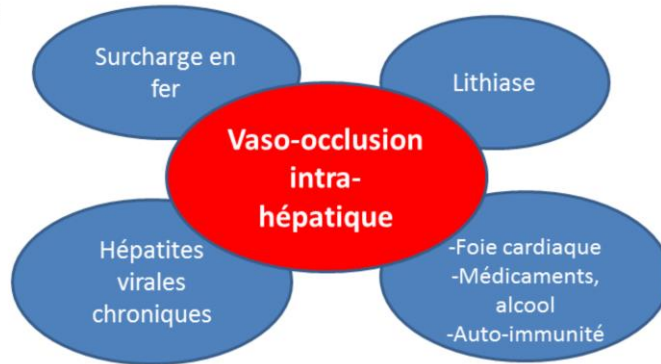 Surcharge en
fer
Lithiase
Vaso-occlusion
intra-
hépatique
Hépatites
virales
chroniques
-Foie cardiaque
-Médicaments,
alcool
-Auto-immunité